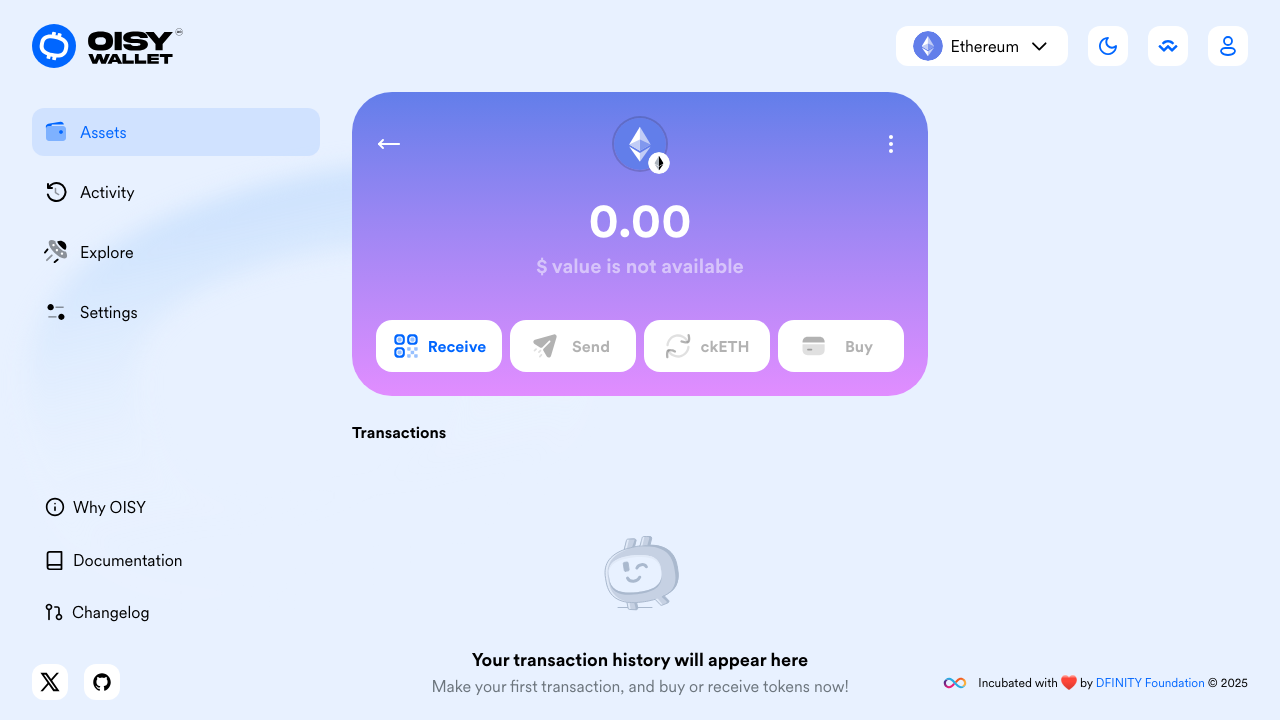 OISY
WALLET
Ethereum
Assets
Activity
Explore
Settings
0.00
$ value is not available
Receive
Send
ckETH
Buy
Transactions
Why OISY
Documentation
Changelog
Your transaction history will appear here
Make your first transaction, and buy or receive tokens now!
Incubated with ❤️ by DFINITY Foundation © 2025